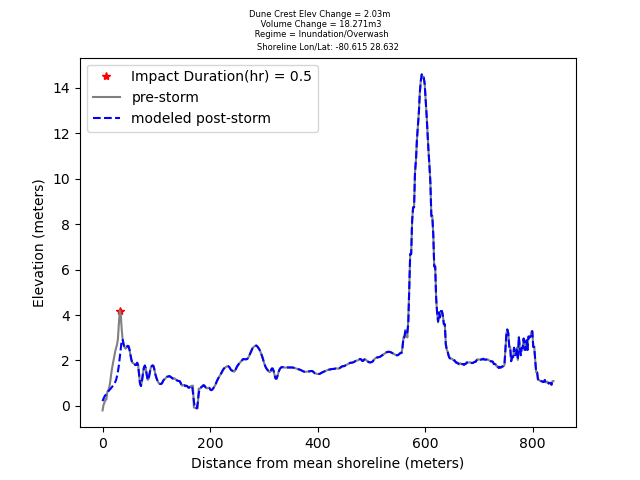 Dune Crest Elev Change = 2.03m
Volume Change = 18.271m3
Regime = Inundation/Overwash
Shoreline Lon/Lat: -80.615 28.632
Impact Duration(hr) = 0.5
pre-storm
modeled post-storm
14
12
10
8
6
4
2
0
Elevation (meters)
0 200 400 600 800
Distance from mean shoreline (meters)